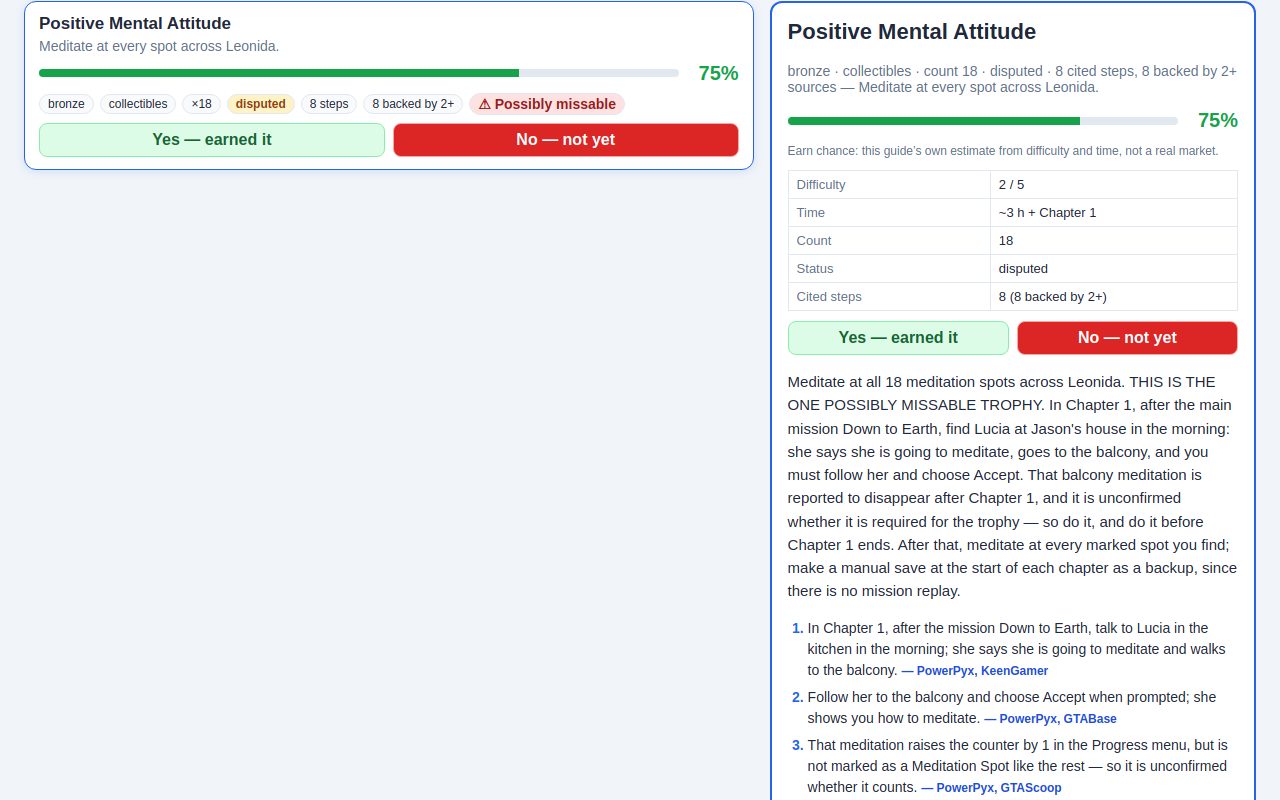 Positive Mental Attitude
Meditate at every spot across Leonida.
75%
bronze
collectibles
×18
disputed
8 steps
8 backed by 2+
⚠ Possibly missable
Yes — earned it
No — not yet
Positive Mental Attitude
bronze · collectibles · count 18 · disputed · 8 cited steps, 8 backed by 2+
sources — Meditate at every spot across Leonida.
75%
Earn chance: this guide's own estimate from difficulty and time, not a real market.
Difficulty 2 / 5
Time ~3 h + Chapter 1
Count 18
Status disputed
Cited steps 8 (8 backed by 2+)
Yes — earned it
No — not yet
Meditate at all 18 meditation spots across Leonida. THIS IS THE
ONE POSSIBLY MISSABLE TROPHY. In Chapter 1, after the main
mission Down to Earth, find Lucia at Jason's house in the morning:
she says she is going to meditate, goes to the balcony, and you
must follow her and choose Accept. That balcony meditation is
reported to disappear after Chapter 1, and it is unconfirmed
whether it is required for the trophy — so do it, and do it before
Chapter 1 ends. After that, meditate at every marked spot you find;
make a manual save at the start of each chapter as a backup, since
there is no mission replay.
1. In Chapter 1, after the mission Down to Earth, talk to Lucia in the
kitchen in the morning; she says she is going to meditate and walks
to the balcony. — PowerPyx, KeenGamer
2. Follow her to the balcony and choose Accept when prompted; she
shows you how to meditate. — PowerPyx, GTABase
3. That meditation raises the counter by 1 in the Progress menu, but is
not marked as a Meditation Spot like the rest — so it is unconfirmed
whether it counts. — PowerPyx, GTAScoop